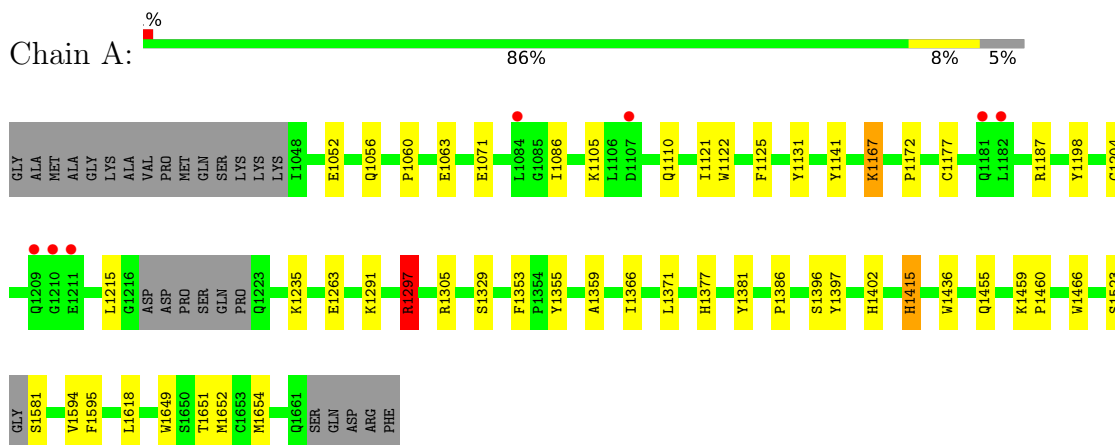 .%
Chain A:
86% 8% 5%
GLY ALA MET ALA GLY LYS ALA VAL PRO MET GLN SER LYS LYS LYS I1048 E1052 Q1056 P1060 E1063 E1071 L1084 G1085 I1086 K1105 L1106 D1107 Q1110 I1121 W1122 F1125 Y1131 Y1141 K1167 P1172 C1177 Q1181 L1182 R1187 Y1198
Q1209 G1210 E1211 L1215 G1216 ASP ASP PRO SER GLN PRO Q1223 K1235 E1263 K1291 R1297 R1305 S1329 F1353 P1354 Y1355 A1359 I1366 L1371 H1377 Y1381 P1386 S1396 Y1397 H1402 H1415 W1436 Q1455 K1459 P1460 W1466
GLY S1581 V1594 F1595 L1618 W1649 S1650 T1651 M1652 C1653 M1654 Q1661 SER GLN ASP ARG PHE